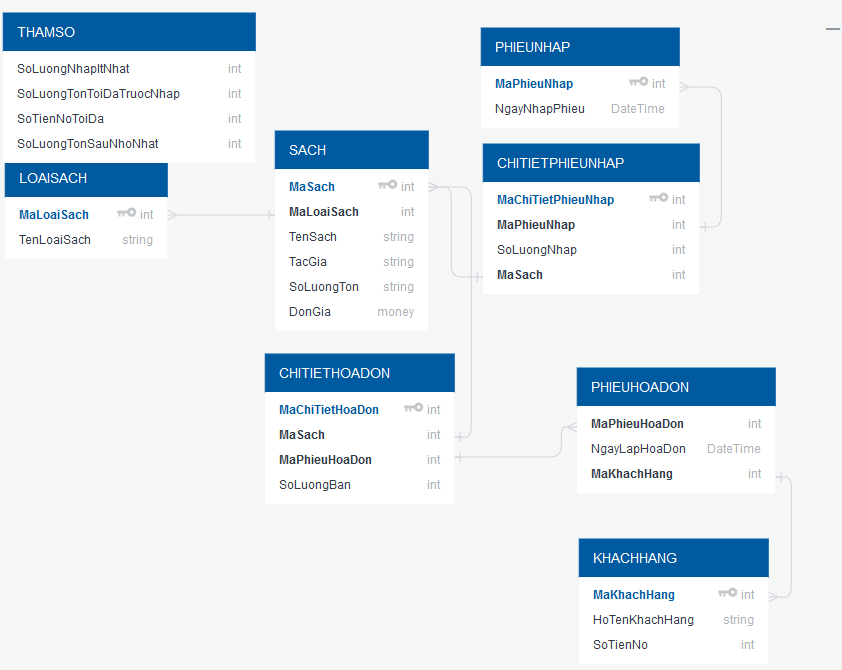 THAMSO
SoLuongNhapItNhat int
SoLuongTonToiDaTruocNhap int
SoTienNoToiDa int
SoLuongTonSauNhoNhat int
LOAISACH
MaLoaiSach int
TenLoaiSach string
SACH
MaSach int
MaLoaiSach int
TenSach string
TacGia string
SoLuongTon string
DonGia money
PHIEUNHAP
MaPhieuNhap int
NgayNhapPhieu DateTime
CHITIETPHIEUNHAP
MaChiTietPhieuNhap int
MaPhieuNhap int
SoLuongNhap int
MaSach int
CHITIETHOADON
MaChiTietHoaDon int
MaSach int
MaPhieuHoaDon int
SoLuongBan int
PHIEUHOADON
MaPhieuHoaDon int
NgayLapHoaDon DateTime
MaKhachHang int
KHACHHANG
MaKhachHang int
HoTenKhachHang string
SoTienNo int